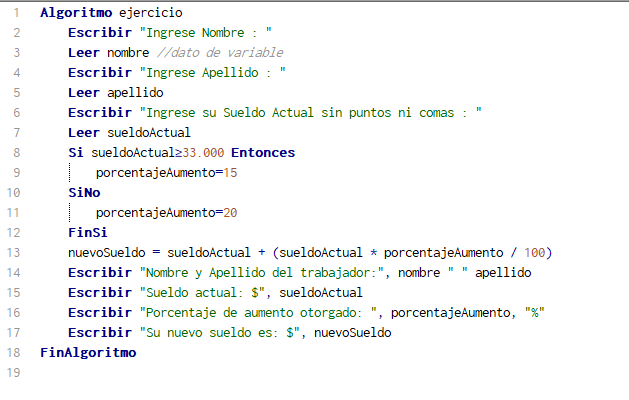 1 Algoritmo ejercicio
2 Escribir "Ingrese Nombre : "
3 Leer nombre //dato de variable
4 Escribir "Ingrese Apellido : "
5 Leer apellido
6 Escribir "Ingrese su Sueldo Actual sin puntos ni comas : "
7 Leer sueldoActual
8 Si sueldoActual≥33.000 Entonces
9 porcentajeAumento=15
10 SiNo
11 porcentajeAumento=20
12 FinSi
13 nuevoSueldo = sueldoActual + (sueldoActual * porcentajeAumento / 100)
14 Escribir "Nombre y Apellido del trabajador:", nombre " " apellido
15 Escribir "Sueldo actual: $", sueldoActual
16 Escribir "Porcentaje de aumento otorgado: ", porcentajeAumento, "%"
17 Escribir "Su nuevo sueldo es: $", nuevoSueldo
18 FinAlgoritmo
19